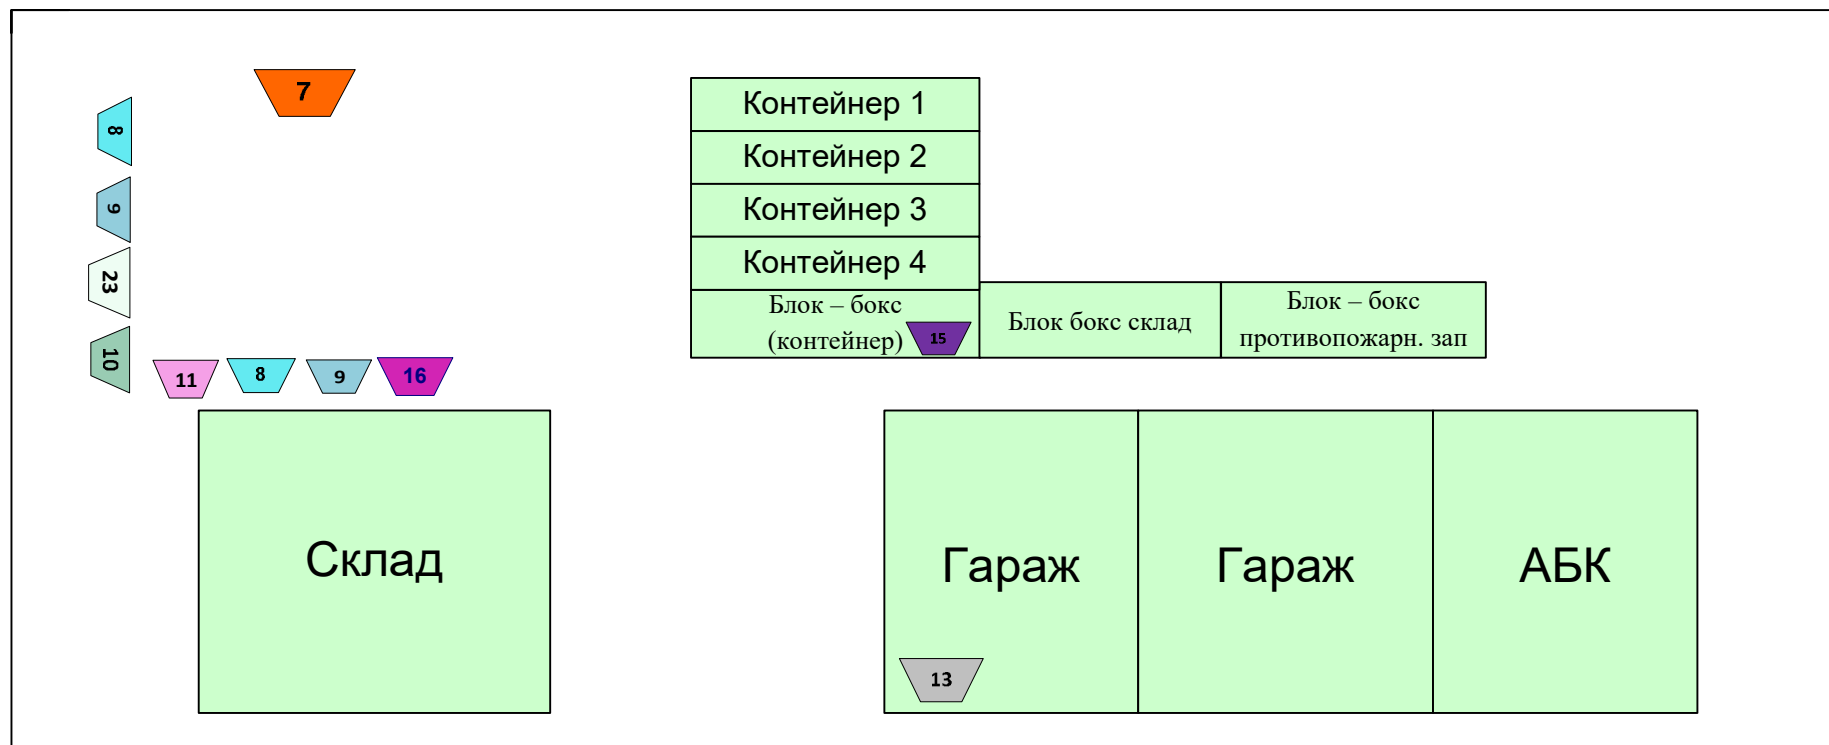 7
Контейнер 1
8
Контейнер 2
9
Контейнер 3
23
Контейнер 4
Блок – бокс
(контейнер)
15
Блок бокс склад
Блок – бокс
противопожарн. зап
10
11
8
9
16
Склад
Гараж
Гараж
АБК
13